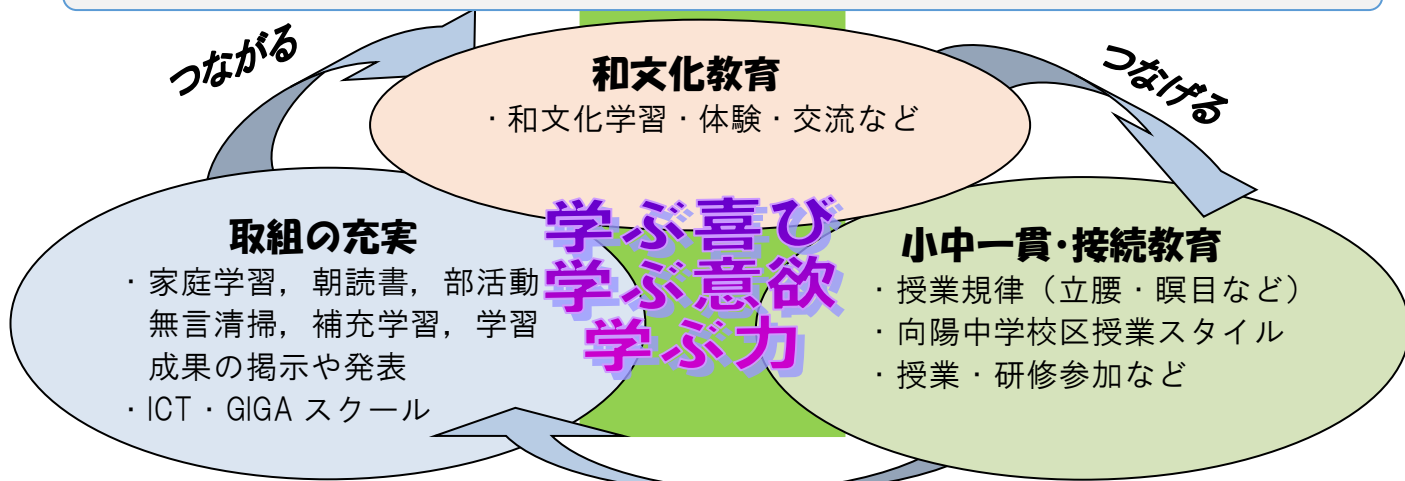 つながる
つなげる
和文化教育
・和文化学習・体験・交流など
取組の充実
・家庭学習，朝読書，部活動
無言清掃，補充学習，学習
成果の掲示や発表
・ICT・GIGA スクール
学ぶ喜び
学ぶ意欲
学ぶ力
小中一貫・接続教育
・授業規律（立腰・瞑目など）
・向陽中学校区授業スタイル
・授業・研修参加など